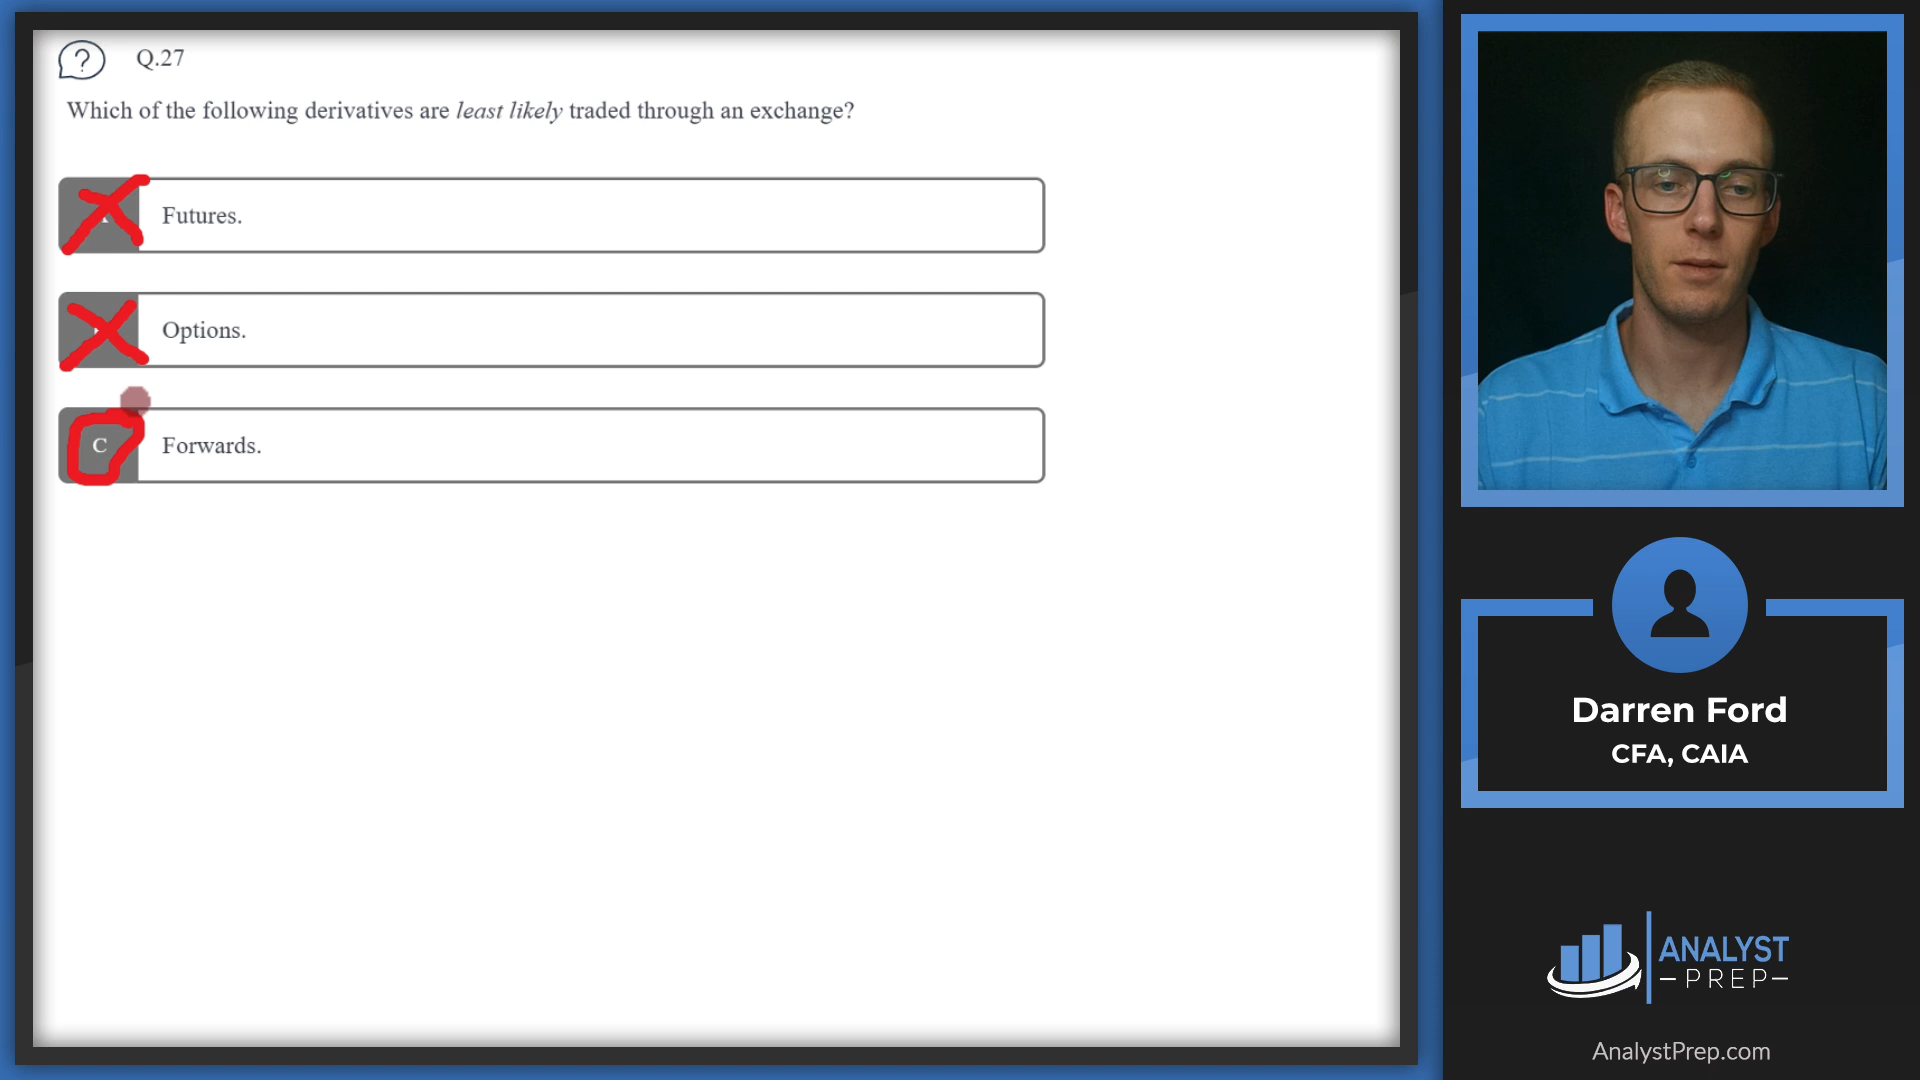 ?
Q.27
Which of the following derivatives are least likely traded through an exchange?
Futures.
Options.
C
Forwards.
Darren Ford
CFA, CAIA
ANALYST
PREP
AnalystPrep.com